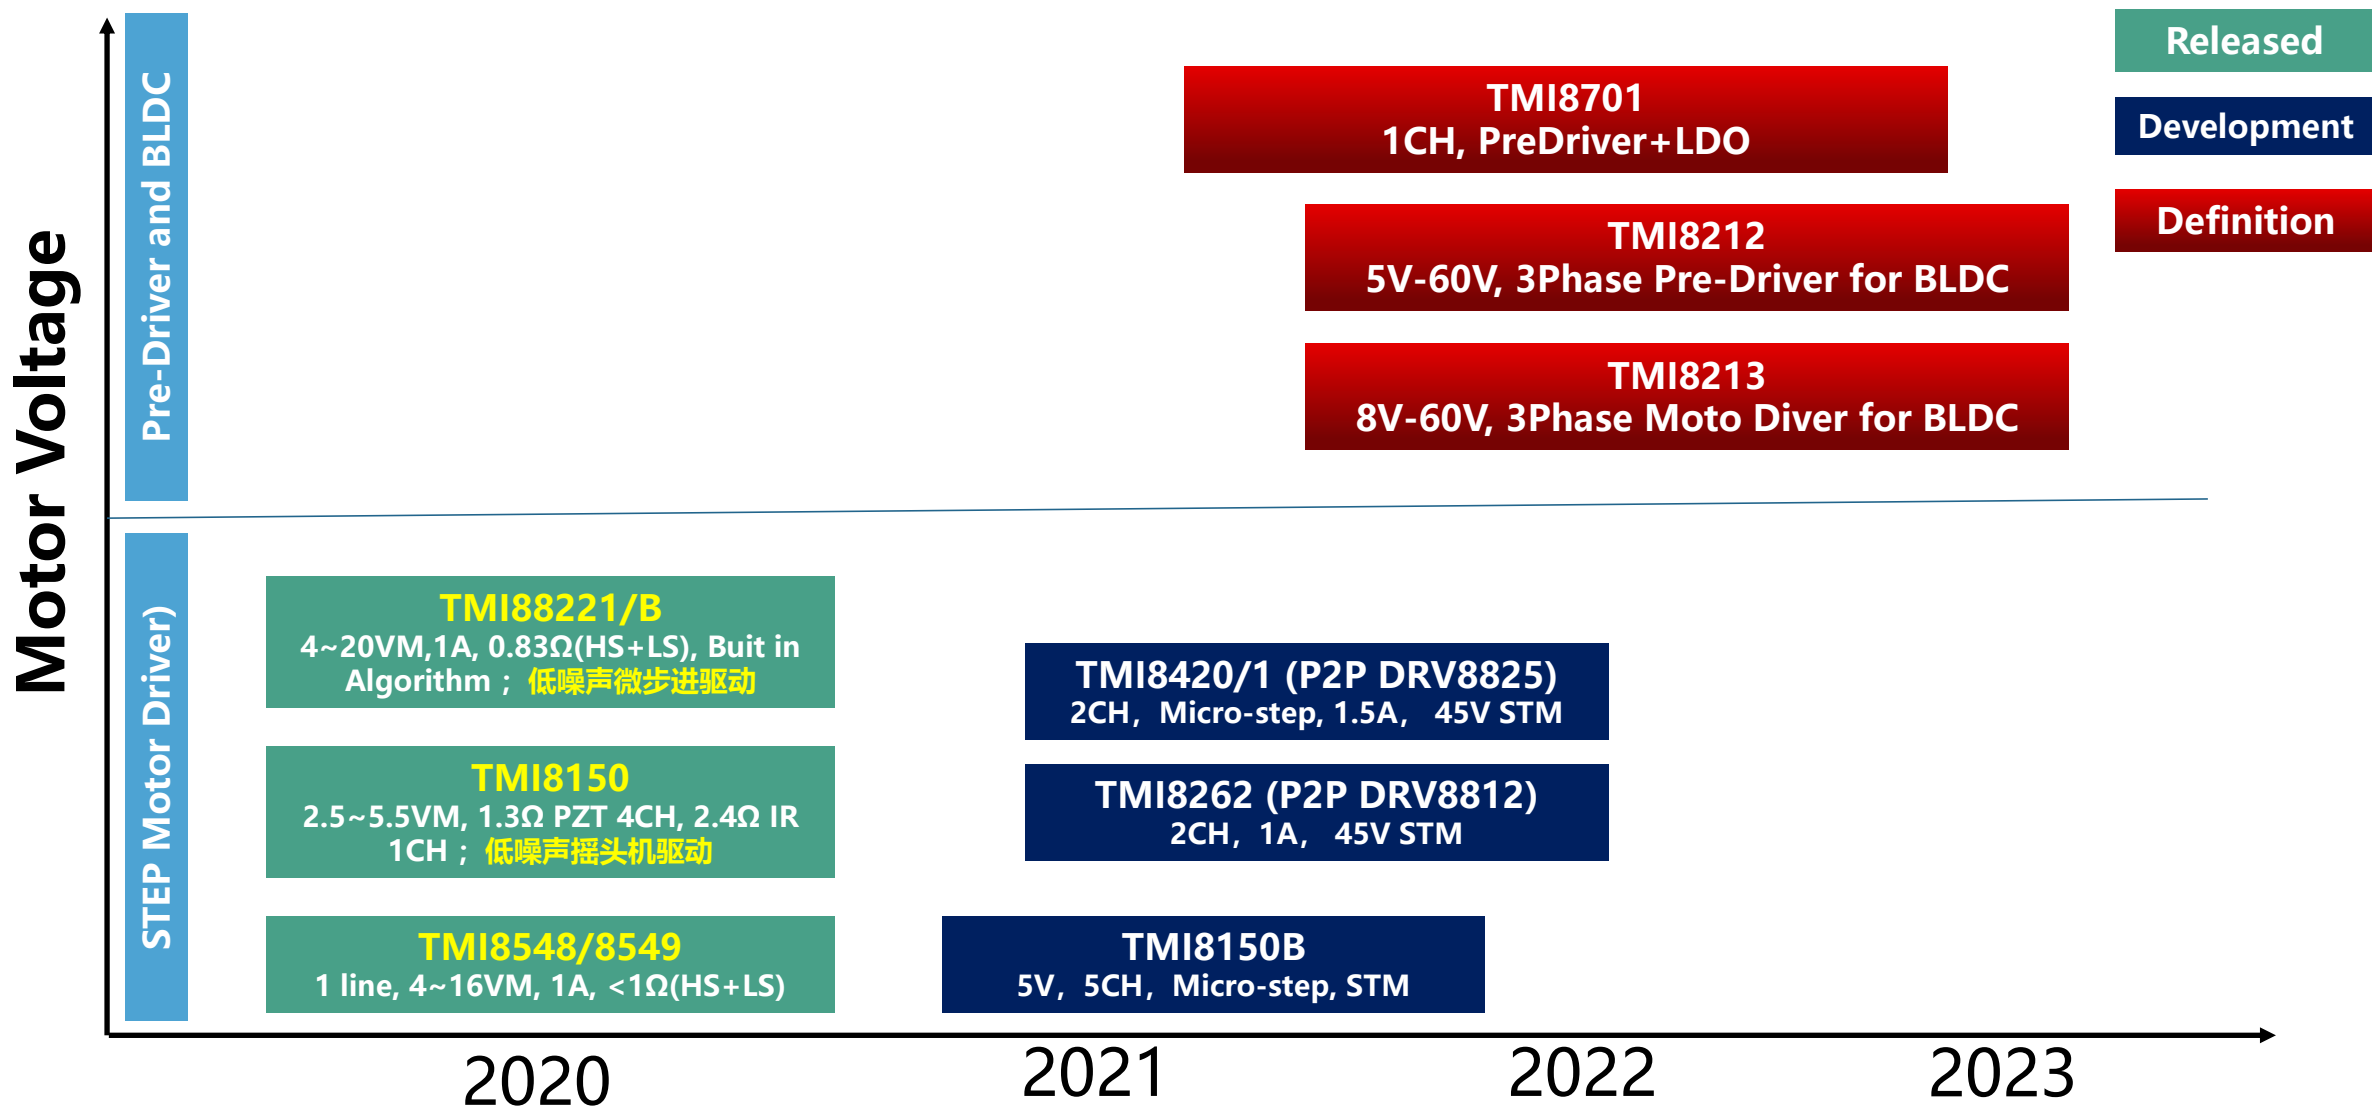 Motor Voltage
Pre-Driver and BLDC
STEP Motor Driver)
Released
Development
Definition
TMI8701
1CH, PreDriver+LDO
TMI8212
5V-60V, 3Phase Pre-Driver for BLDC
TMI8213
8V-60V, 3Phase Moto Diver for BLDC
TMI88221/B
4~20VM,1A, 0.83Ω(HS+LS), Buit in
Algorithm ；低噪声微步进驱动
TMI8150
2.5~5.5VM, 1.3Ω PZT 4CH, 2.4Ω IR
1CH ；低噪声摇头机驱动
TMI8548/8549
1 line, 4~16VM, 1A, <1Ω(HS+LS)
TMI8420/1 (P2P DRV8825)
2CH，Micro-step, 1.5A， 45V STM
TMI8262 (P2P DRV8812)
2CH，1A， 45V STM
TMI8150B
5V，5CH，Micro-step, STM
2020
2021
2022
2023